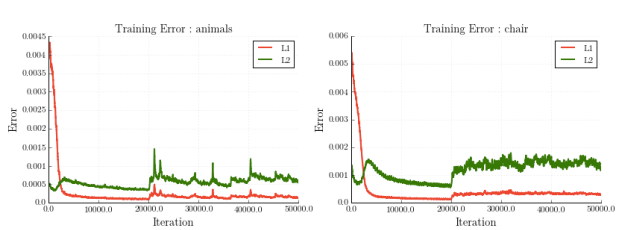 Training Error : animals
0.0045
0.004
0.0035
0.003
0.0025
0.002
0.0015
0.001
0.0005
0.0
Error
L1
L2
0.0 10000.0 20000.0 30000.0 40000.0 50000.0
Iteration
Training Error : chair
0.006
0.005
0.004
0.003
0.002
0.001
0.0
Error
L1
L2
0.0 10000.0 20000.0 30000.0 40000.0 50000.0
Iteration